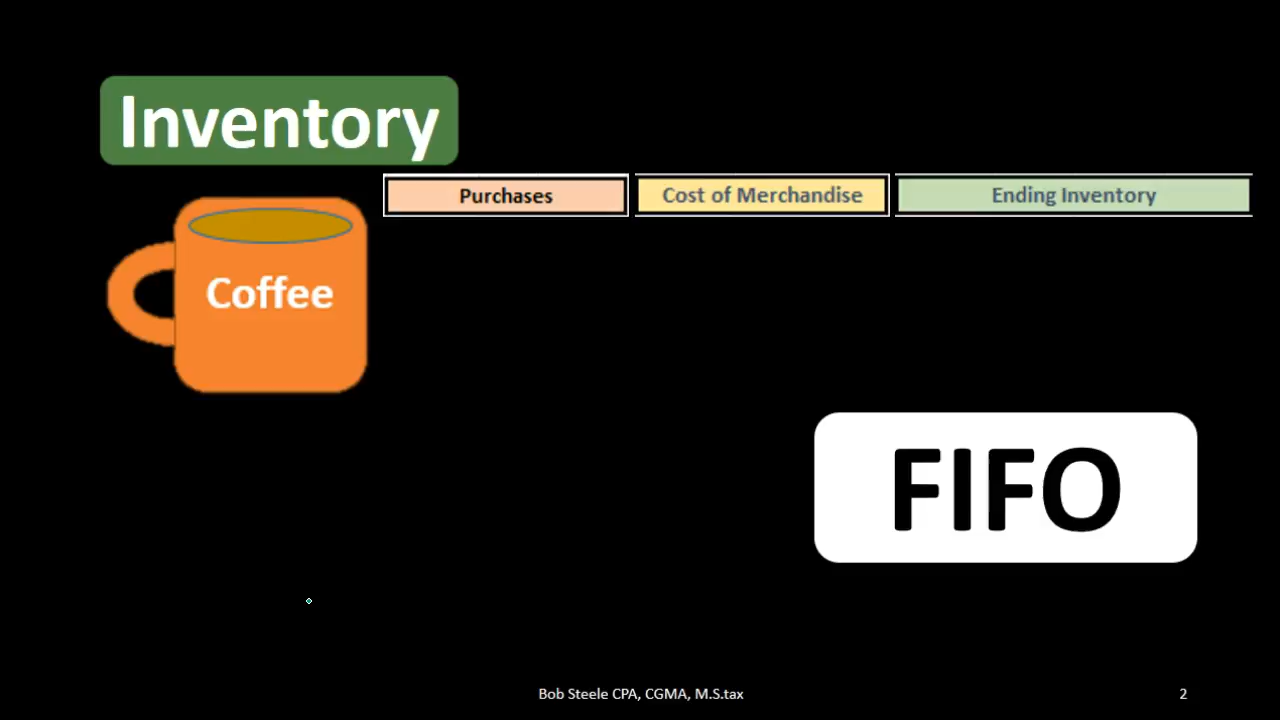 Inventory
Purchases Cost of Merchandise Ending Inventory
Coffee
FIFO
Bob Steele CPA, CGMA, M.S.tax 2